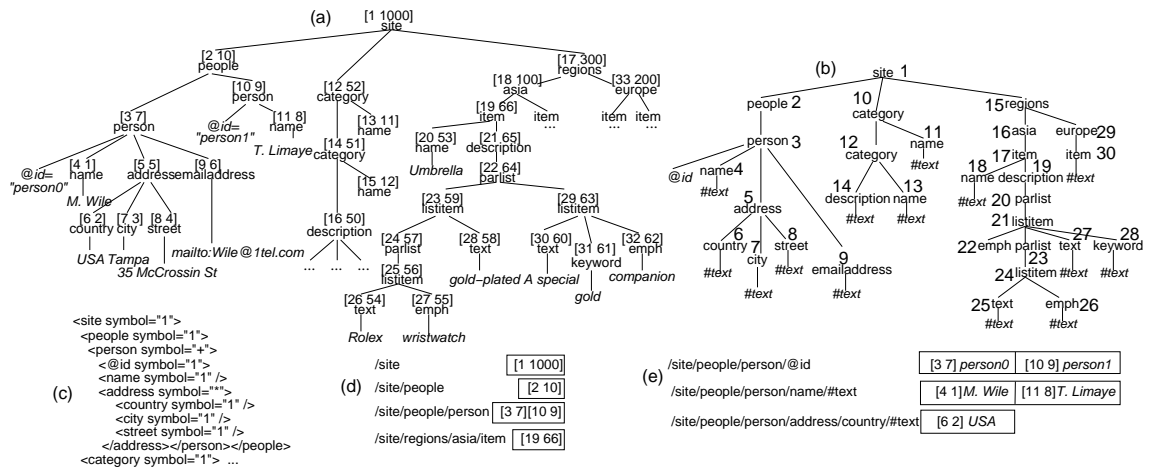 (a)
[1 1000]
site
[2 10]
people
[17 300]
regions
[10 9]
person
[12 52]
category
[18 100]
asia
[33 200]
europe
[3 7]
person
@id=
"person1"
[11 8]
name
T. Limaye
[13 11]
name
[19 66]
item
item
...
item
...
item
...
@id=
"person0"
[4 1]
name
M. Wile
[5 5]
address
[9 6]
emailaddress
[14 51]
category
[15 12]
name
[20 53]
name
Umbrella
[21 65]
description
[22 64]
parlist
[6 2]
country
[7 3]
city
[8 4]
street
USA
Tampa
35 McCrossin St
mailto:Wile@1tel.com
[16 50]
description
... ... ...
[23 59]
listitem
[29 63]
listitem
[24 57]
parlist
[28 58]
text
gold-plated A special
[30 60]
text
[31 61]
keyword
gold
[32 62]
emph
companion
[25 56]
listitem
[26 54]
text
Rolex
[27 55]
emph
wristwatch
(b)
site 1
people 2
10
category
15 regions
person 3
12
category
11
name
#text
16 asia
europe 29
17 item
item 30
#text
@id
name 4
#text
5
address
14
description
#text
13
name
#text
18
name
#text
19
description
20 parlist
21 listitem
6
country
#text
7
city
#text
8
street
#text
9
emailaddress
#text
22 emph
parlist
23
27
text
#text
28
keyword
#text
24 listitem
25 text
#text
emph 26
#text
(c)
<site symbol="1">
<people symbol="1">
<person symbol="+">
<@id symbol="1">
<name symbol="1" />
<address symbol="*">
<country symbol="1" />
<city symbol="1" />
<street symbol="1" />
</address></person></people>
<category symbol="1"> ...
(d)
/site [1 1000]
/site/people [2 10]
/site/people/person [3 7][10 9]
/site/regions/asia/item [19 66]
(e)
/site/people/person/@id [3 7] person0 [10 9] person1
/site/people/person/name/#text [4 1]M. Wile [11 8]T. Limaye
/site/people/person/address/country/#text [6 2] USA